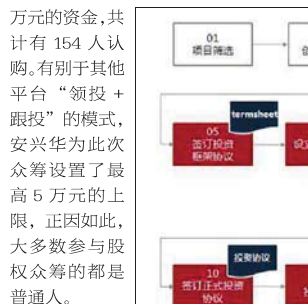 万元的资金,共
计有 154 人认
购。有别于其他
平台“领投 +
跟投”的模式,
安兴华为此次
众筹设置了最
高 5 万元的上
限，正因如此,
大多数参与股
权众筹的都是
普通人。
01
项目筛选
termsheet
05
签订投资
框架协议
投资协议
10
签订正式投资
协议